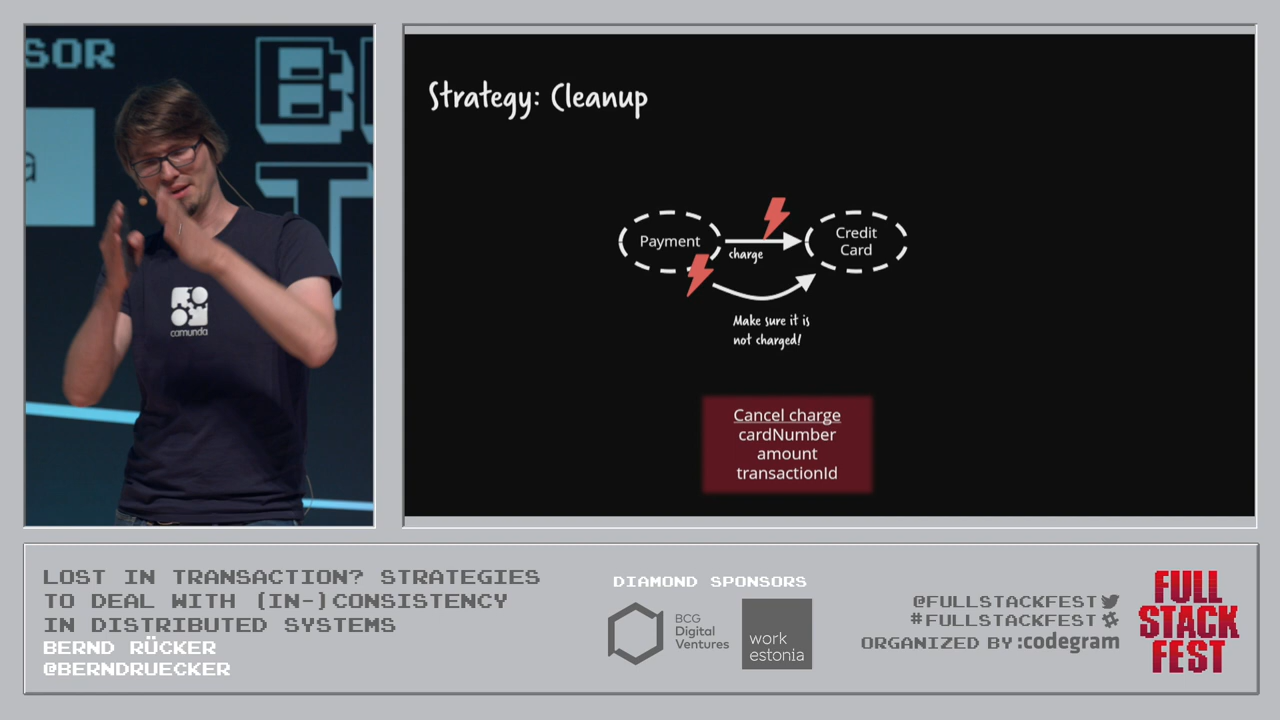 SOR
a
camunda
Strategy: Cleanup
Payment
charge
Credit
Card
Make sure it is
not charged!
Cancel charge
cardNumber
amount
transactionId
LOST IN TRANSACTION? STRATEGIES
TO DEAL WITH (IN-)CONSISTENCY
IN DISTRIBUTED SYSTEMS
BERND RÜCKER
@BERNDRUECKER
DIAMOND SPONSORS
BCG
Digital
Ventures
work
estonia
@FULLSTACKFEST
#FULLSTACKFEST
ORGANIZED BY :codegram
FULL
STACK
FEST